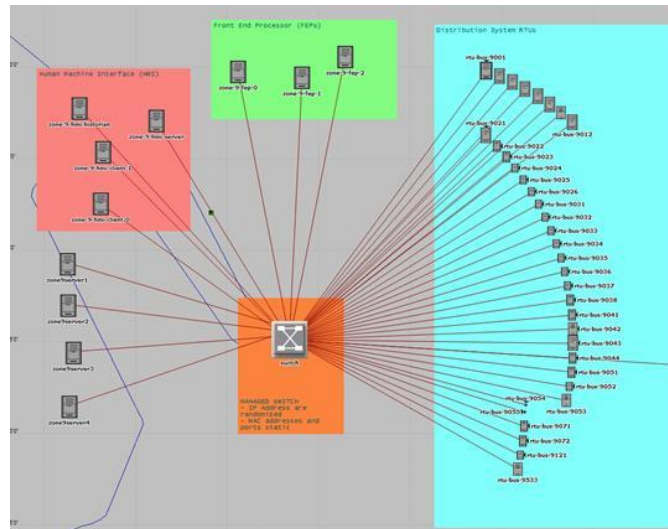 Front End Processor (FEPs)
Distribution System RTUs
Human Machine Interface (HMI)
zone-9-fep-0
zone-9-fep-1
zone-9-fep-2
zone-9-hmi-historian
zone-9-hmi-server
zone-9-hmi-client-1
zone-9-hmi-client-0
zone9server1
zone9server2
zone9server3
zone9server4
switch
MANAGED SWITCH
- IP Address are
randomized
- MAC addresses and
ports static
rtu-bus-9001
rtu-bus-9012
rtu-bus-9021
rtu-bus-9022
rtu-bus-9023
rtu-bus-9024
rtu-bus-9025
rtu-bus-9026
rtu-bus-9031
rtu-bus-9032
rtu-bus-9033
rtu-bus-9034
rtu-bus-9035
rtu-bus-9036
rtu-bus-9037
rtu-bus-9038
rtu-bus-9041
rtu-bus-9042
rtu-bus-9043
rtu-bus-9044
rtu-bus-9051
rtu-bus-9052
rtu-bus-9053
rtu-bus-9054
rtu-bus-9071
rtu-bus-9072
rtu-bus-9121
rtu-bus-9533